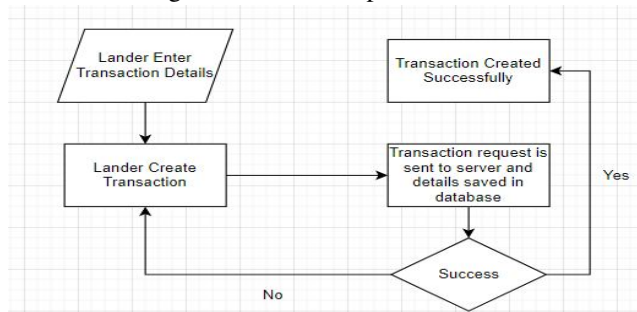 Lander Enter
Transaction Details
Transaction Created
Successfully
Lander Create
Transaction
Transaction request is
sent to server and
details saved in
database
Yes
Success
No